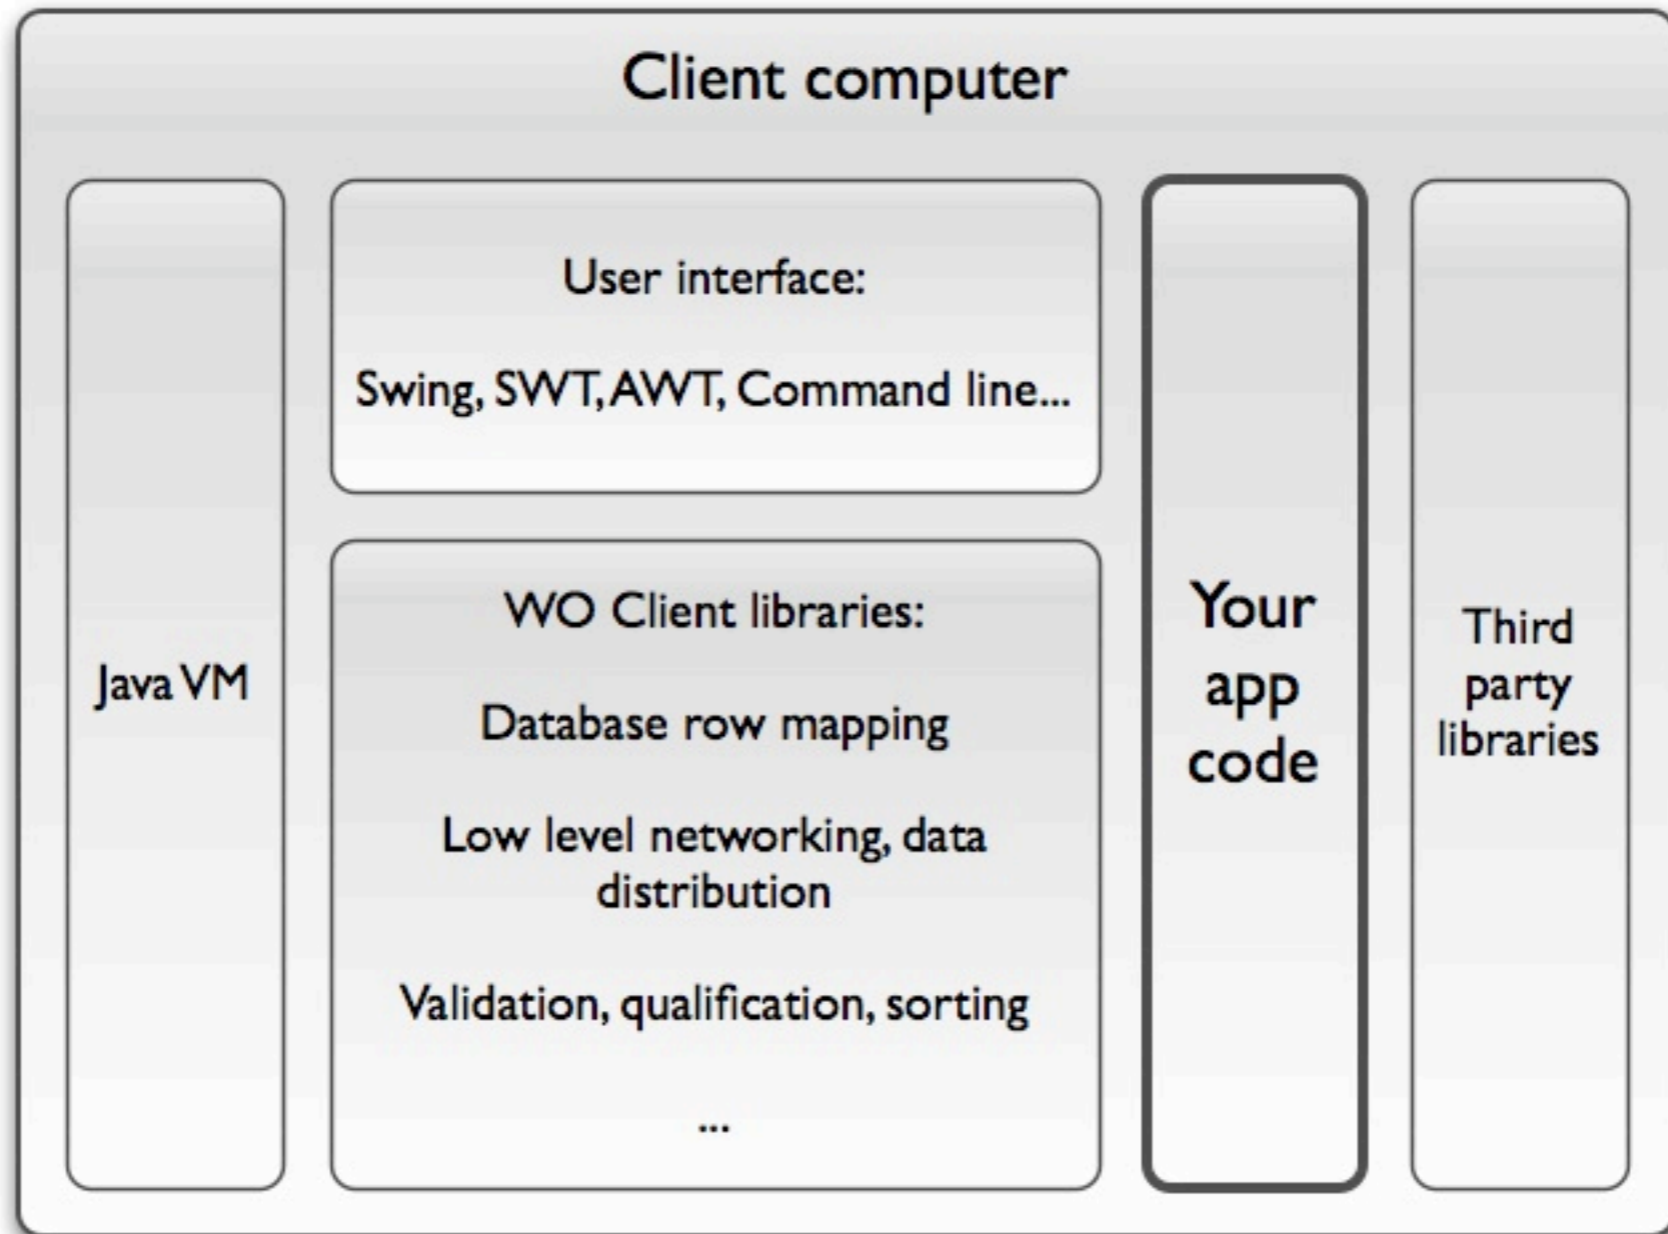 Client computer
Java VM
User interface:
Swing, SWT, AWT, Command line...
WO Client libraries:
Database row mapping
Low level networking, data
distribution
Validation, qualification, sorting
...
Your
app
code
Third
party
libraries